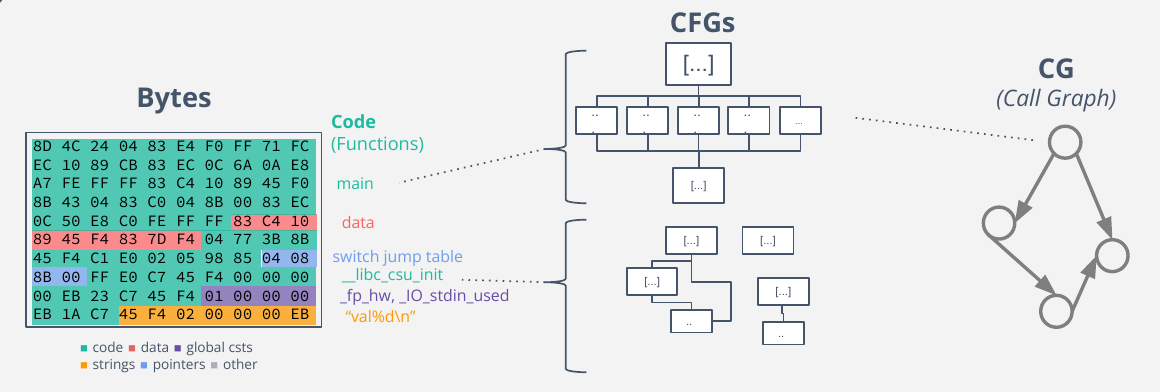 CFGs
[...]
.. .
.. .
.. .
.. .
...
[...]
CG
(Call Graph)
Bytes
8D 4C 24 04 83 E4 F0 FF 71 FC
EC 10 89 CB 83 EC 0C 6A 0A E8
A7 FE FF FF 83 C4 10 89 45 F0
8B 43 04 83 C0 04 8B 00 83 EC
0C 50 E8 C0 FE FF FF 83 C4 10
89 45 F4 83 7D F4 04 77 3B 8B
45 F4 C1 E0 02 05 98 85 04 08
8B 00 FF E0 C7 45 F4 00 00 00
00 EB 23 C7 45 F4 01 00 00 00
EB 1A C7 45 F4 02 00 00 00 EB
code data global csts
strings pointers other
Code
(Functions)
main
data
switch jump table
__libc_csu_init
_fp_hw, _IO_stdin_used
"val%d\n"
[...]
[...]
[...]
[...]
..
..